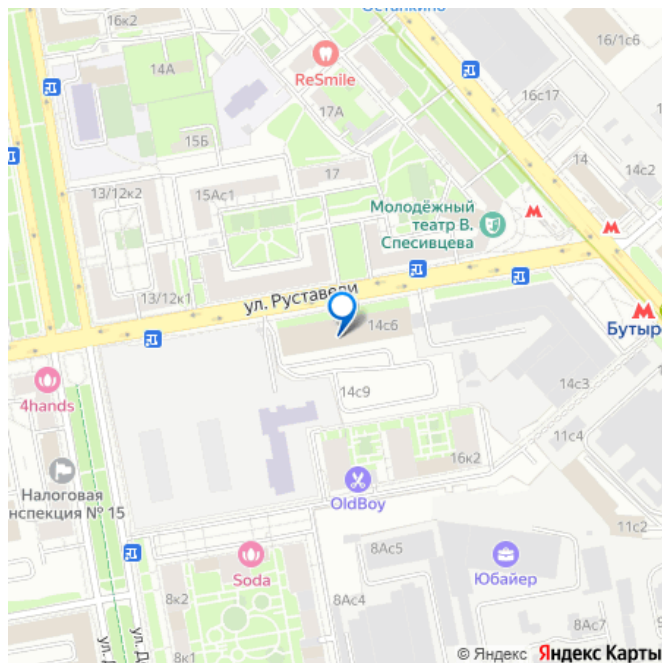 Останкино
16к2
16/1с6
14А
ReSmile
16с17
17А
15Б
14
14с2
17
13/12к2
15Ас1
Молодёжный
театр В.
Спесивцева
13/12к1
ул. Руставели
14с6
Бутыр
4hands
14с9
14с3
11с4
Налоговая
нспекция № 15
16к2
OldBoy
11с2
8Ас5
Soda
Юбайер
8к2
8Ас4
8Ас7
ул. Д
8к1
© Яндекс Яндекс Карты